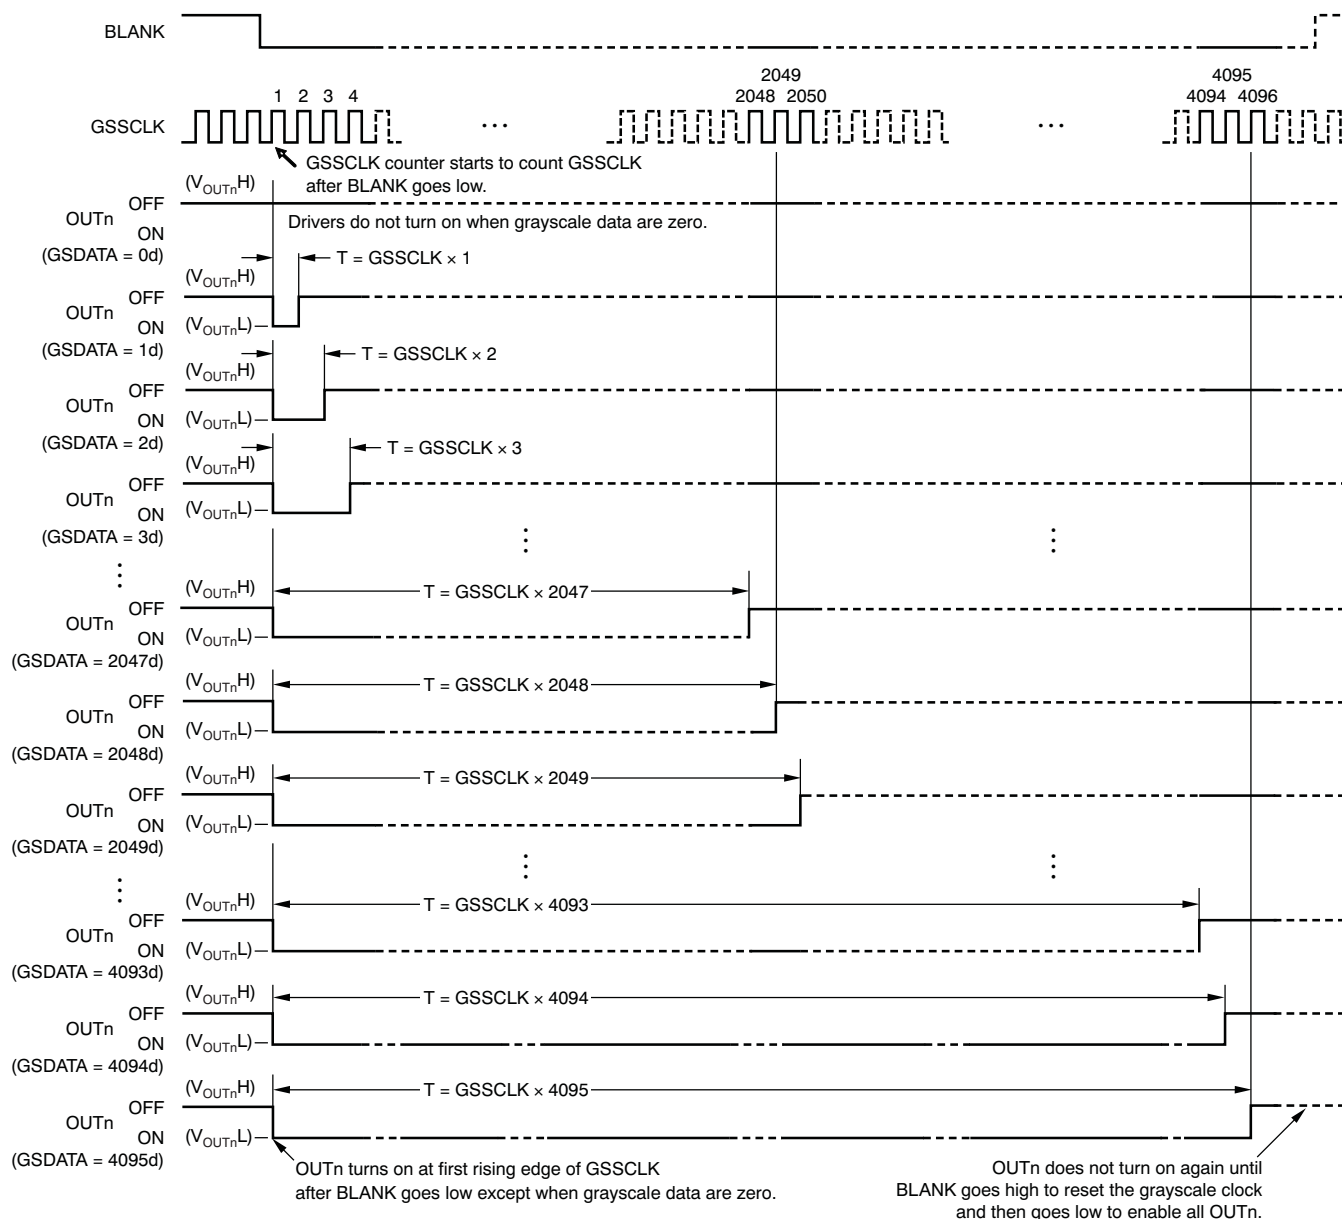 BLANK
2049
4095
1 2 3 4
2048 2050
4094 4096
GSSCLK
...
...
GSSCLK counter starts to count GSSCLK
after BLANK goes low.
(VOUTnH)
OFF
OUTn
ON
(GSDATA = 0d)
Drivers do not turn on when grayscale data are zero.
T = GSSCLK × 1
(VOUTnH)
OFF
OUTn
ON
(VOUTnL)
(GSDATA = 1d)
T = GSSCLK × 2
(VOUTnH)
OFF
OUTn
ON
(VOUTnL)
(GSDATA = 2d)
T = GSSCLK × 3
(VOUTnH)
OFF
OUTn
ON
(VOUTnL)
(GSDATA = 3d)
(VOUTnH)
T = GSSCLK × 2047
OFF
OUTn
ON
(VOUTnL)
(GSDATA = 2047d)
(VOUTnH)
T = GSSCLK × 2048
OFF
OUTn
ON
(VOUTnL)
(GSDATA = 2048d)
(VOUTnH)
T = GSSCLK × 2049
OFF
OUTn
ON
(VOUTnL)
(GSDATA = 2049d)
(VOUTnH)
T = GSSCLK × 4093
OFF
OUTn
ON
(VOUTnL)
(GSDATA = 4093d)
(VOUTnH)
T = GSSCLK × 4094
OFF
OUTn
ON
(VOUTnL)
(GSDATA = 4094d)
(VOUTnH)
T = GSSCLK × 4095
OFF
OUTn
ON
(VOUTnL)
(GSDATA = 4095d)
OUTn turns on at first rising edge of GSSCLK
after BLANK goes low except when grayscale data are zero.
OUTn does not turn on again until
BLANK goes high to reset the grayscale clock
and then goes low to enable all OUTn.